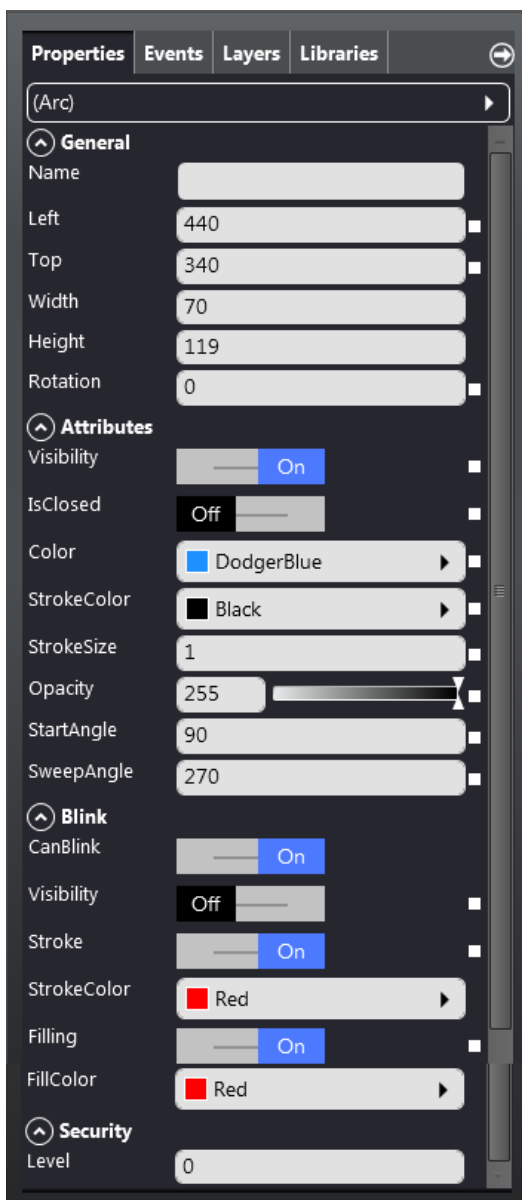 Properties Events Layers Libraries
(Arc)
General
Name
Left 440
Top 340
Width 70
Height 119
Rotation 0
Attributes
Visibility On
IsClosed Off
Color DodgerBlue
StrokeColor Black
StrokeSize 1
Opacity 255
StartAngle 90
SweepAngle 270
Blink
CanBlink On
Visibility Off
Stroke On
StrokeColor Red
Filling On
FillColor Red
Security
Level 0